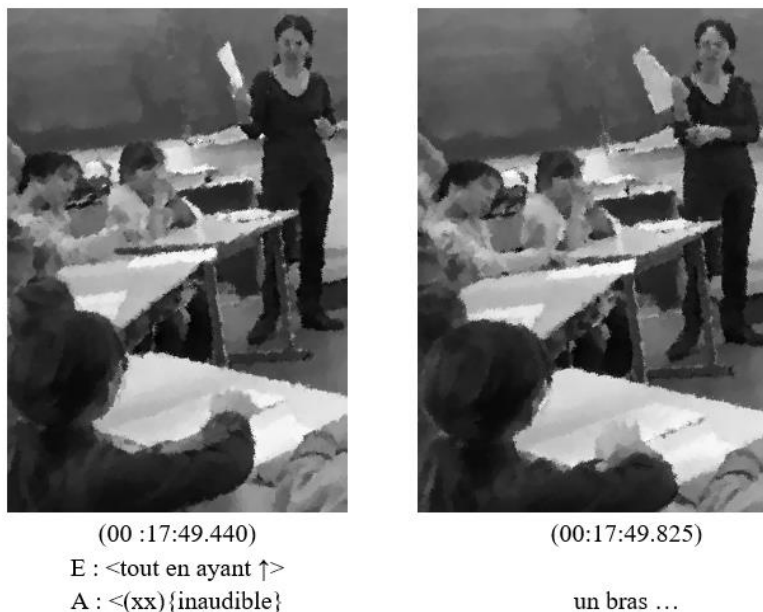 (00 :17:49.440)
(00:17:49.825)
E : <tout en ayant ↑>
A : <(xx){inaudible}
un bras …